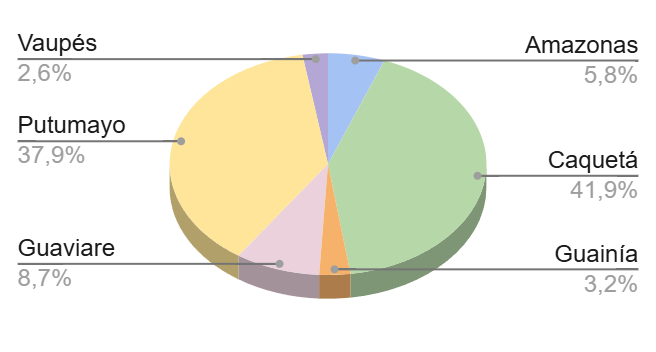 Vaupés
2,6%
Amazonas
5,8%
Putumayo
37,9%
Caquetá
41,9%
Guaviare
8,7%
Guainía
3,2%